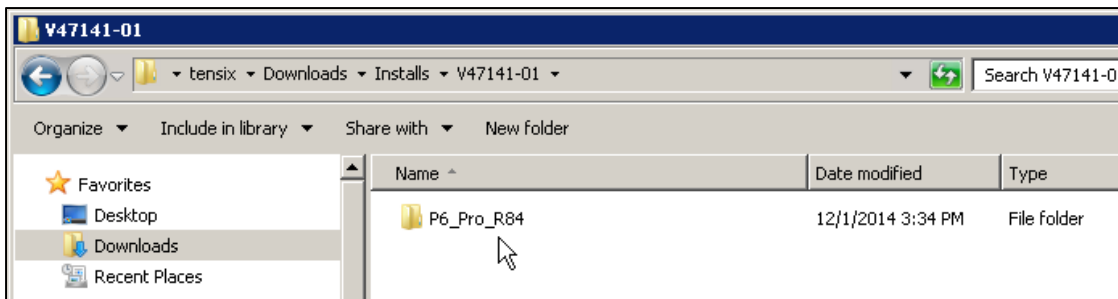 V47141-01
tensix Downloads Installs V47141-01
Search V47141-0
Organize Include in library Share with New folder
Favorites
Desktop
Downloads
Recent Places
Name Date modified Type
P6_Pro_R84 12/1/2014 3:34 PM File folder